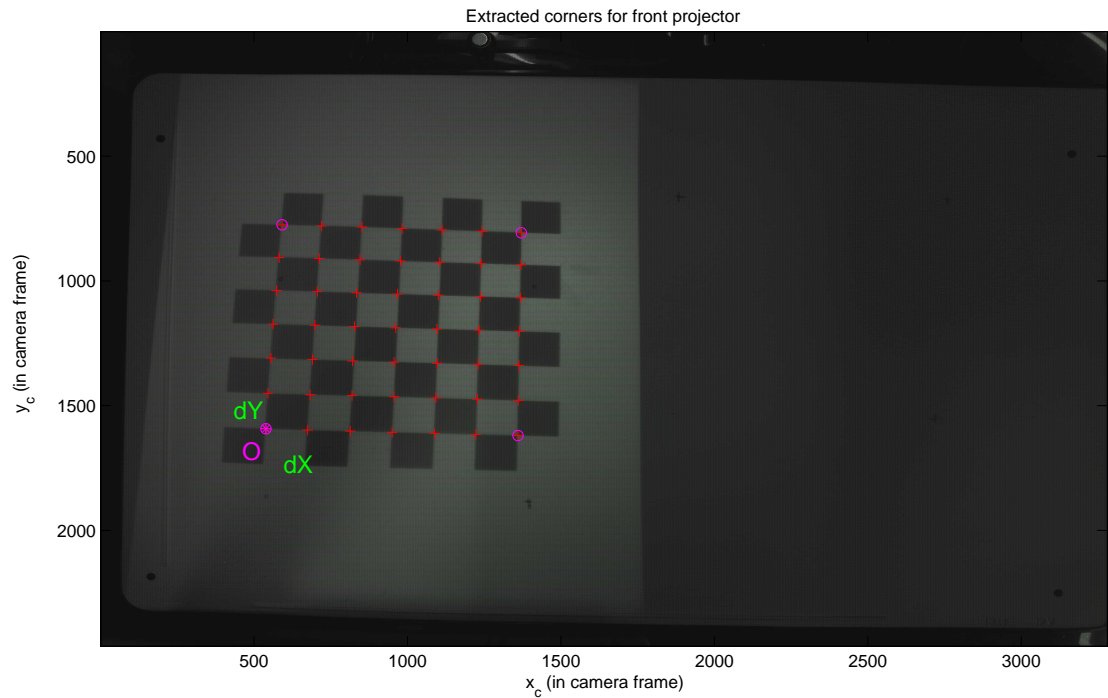 Extracted corners for front projector
500
1000
1500
2000
y_c (in camera frame)
dY
O
dX
500
1000
1500
2000
2500
3000
x_c (in camera frame)